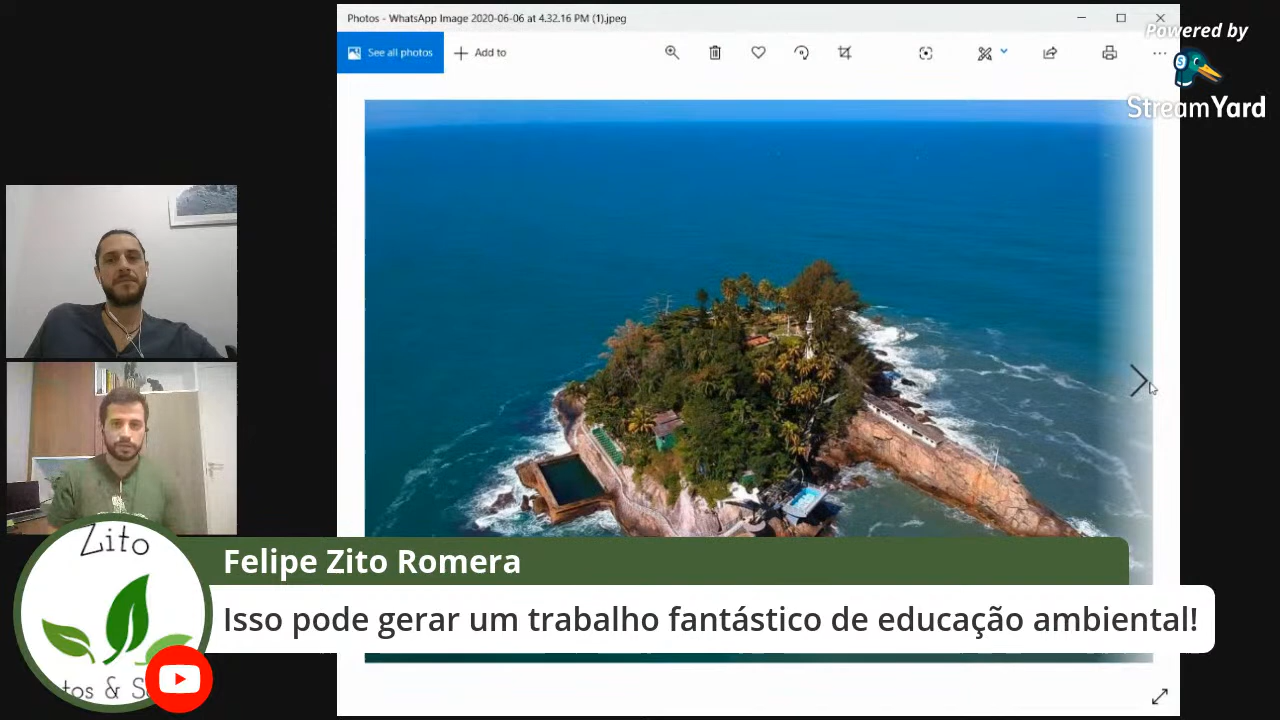 Photos - WhatsApp Image 2020-06-06 at 4.32.16 PM (1).jpeg
See all photos
Add to
Powered by
StreamYard
Zito
Felipe Zito Romera
Isso pode gerar um trabalho fantástico de educação ambiental!